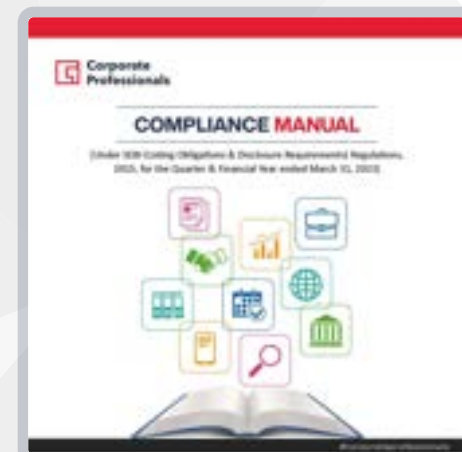 Corporate
Professionals
COMPLIANCE MANUAL
(Under SEBI (Listing Obligations & Disclosure Requirements) Regulations,
2015, for the Quarter & Financial Year ended March 31,